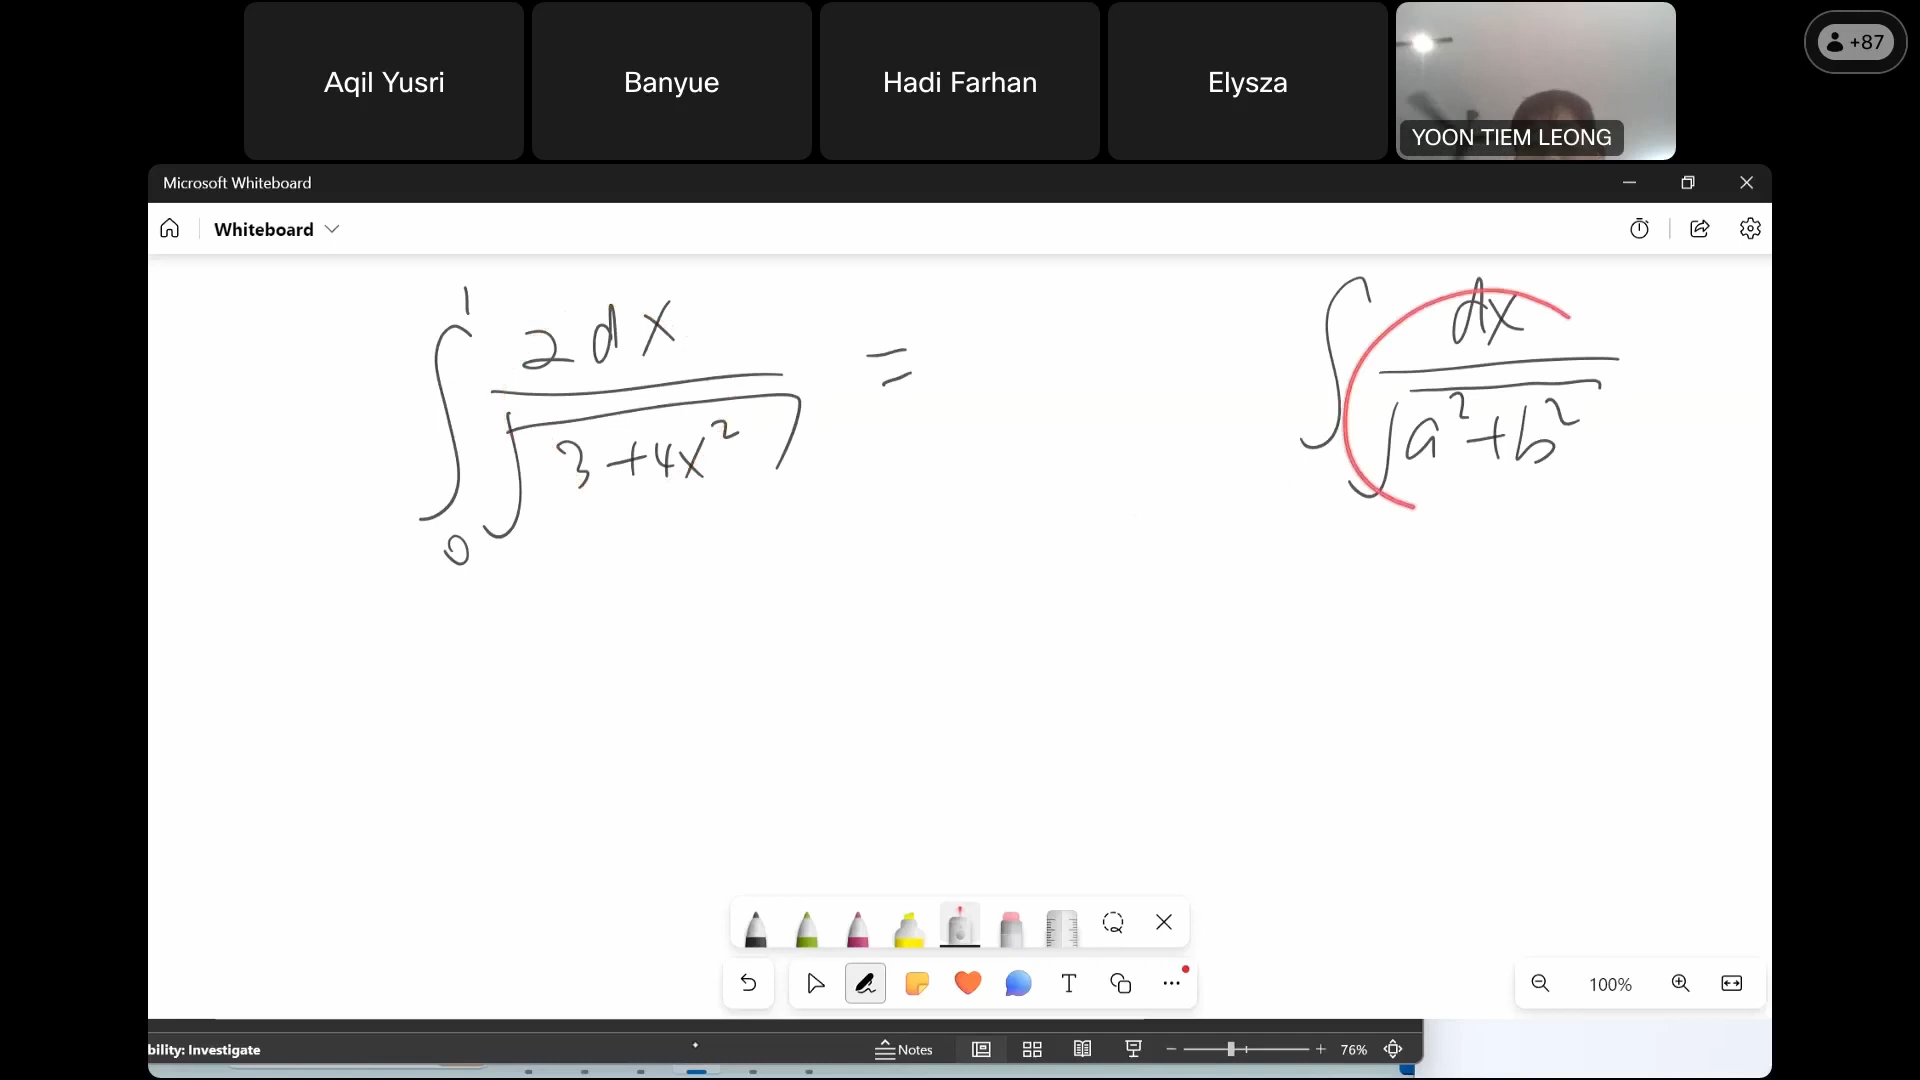 Aqil Yusri
Banyue
Hadi Farhan
Elysza
YOON TIEM LEONG
+87
Microsoft Whiteboard
Whiteboard
∫₀¹ 2dx / √(3+4x²) =
∫ dx / √(a²+b²)
T
100%
bility: Investigate
Notes
76%